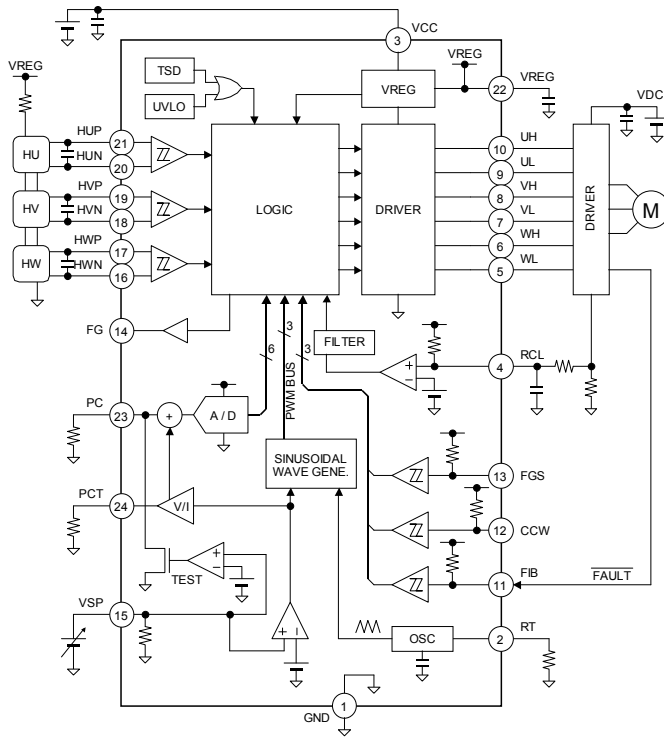 VCC
3
VREG
TSD
UVLO
VREG
VREG
22
VREG
VDC
HUP
21
HU
HUN
20
HVP
19
HV
HVN
18
HWP
17
HW
HWN
16
LOGIC
DRIVER
10
UH
9
UL
8
VH
7
VL
6
WH
5
WL
DRIVER
M
FG
14
6
3
3
PWM BUS
FILTER
+
−
4
RCL
PC
23
+
A / D
SINUSOIDAL
WAVE GENE.
13
FGS
PCT
24
V/I
12
CCW
TEST
+
−
11
FIB
FAULT
VSP
15
+
−
OSC
2
RT
GND
1